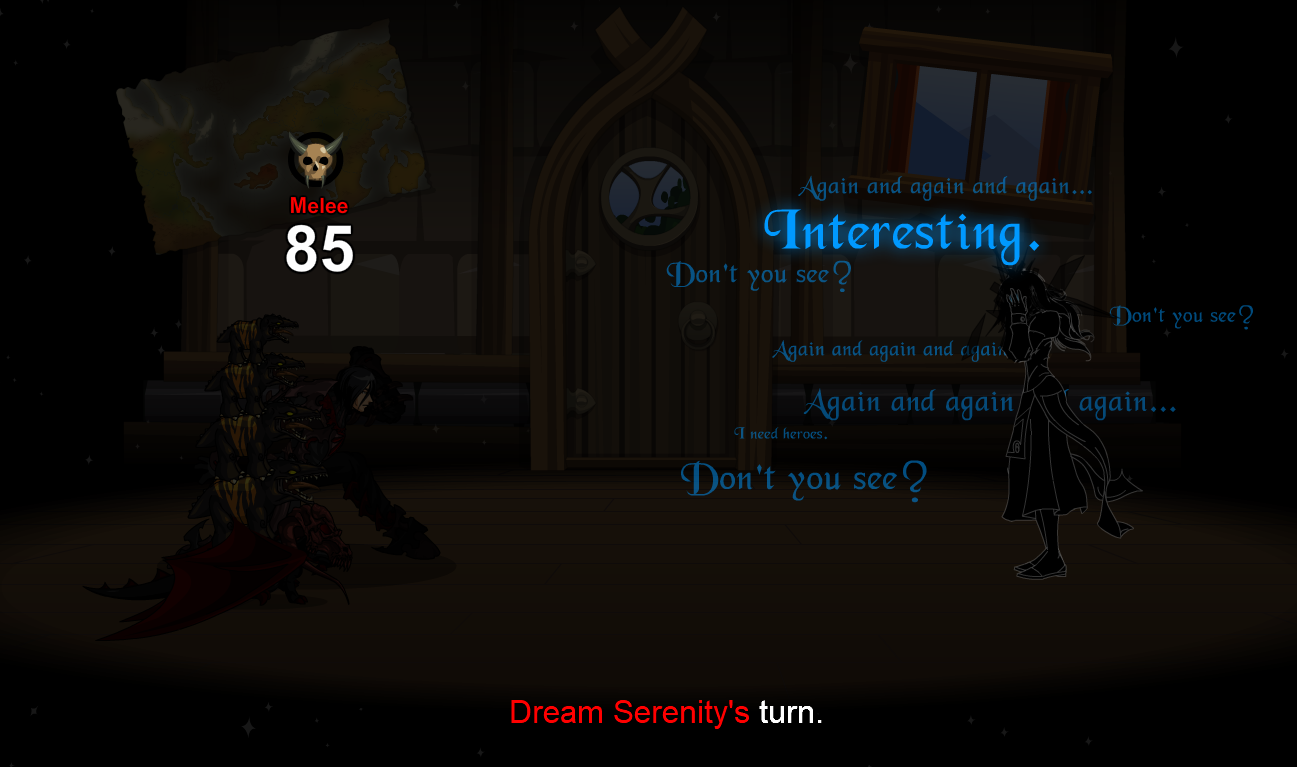 Melee
85
Again and again and again...
Interesting.
Don't you see?
Don't you see?
Again and again and again
Again and again again...
I need heroes.
Don't you see?
Dream Serenity's turn.